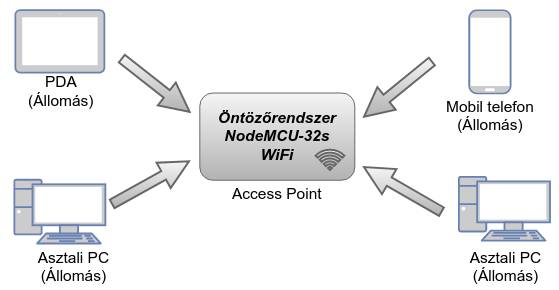 PDA
(Állomás)
Mobil telefon
(Állomás)
Öntözőrendszer
NodeMCU-32s
WiFi
Access Point
Asztali PC
(Állomás)
Asztali PC
(Állomás)